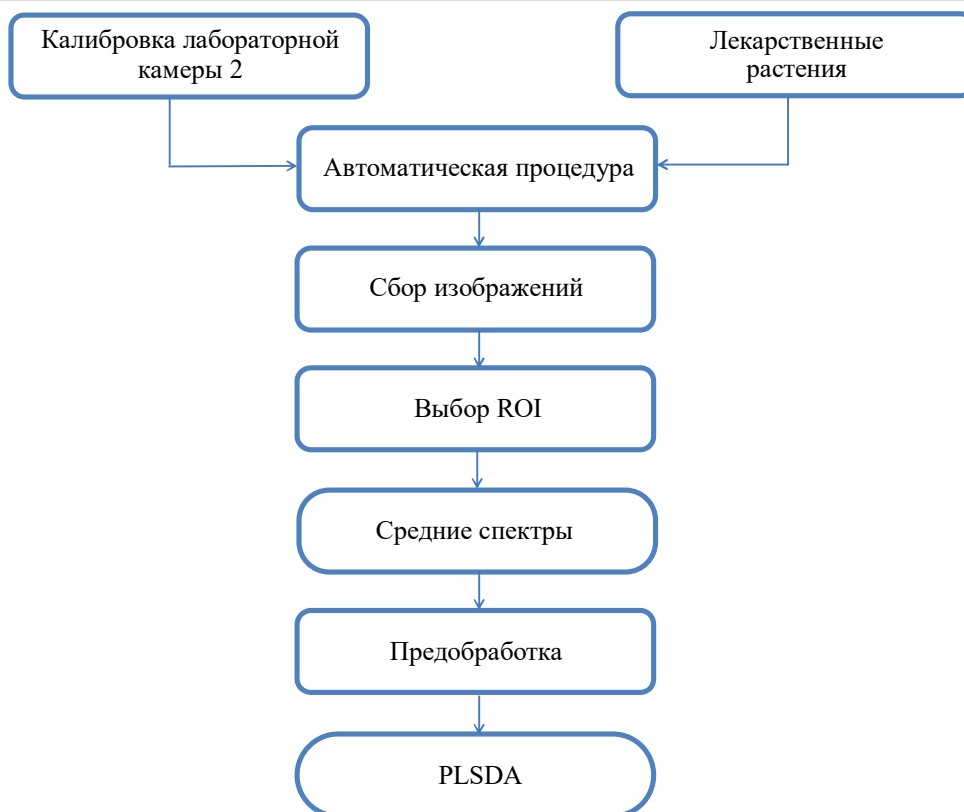 Калибровка лабораторной
камеры 2
Лекарственные
растения
Автоматическая процедура
Сбор изображений
Выбор ROI
Средние спектры
Предобработка
PLSDA